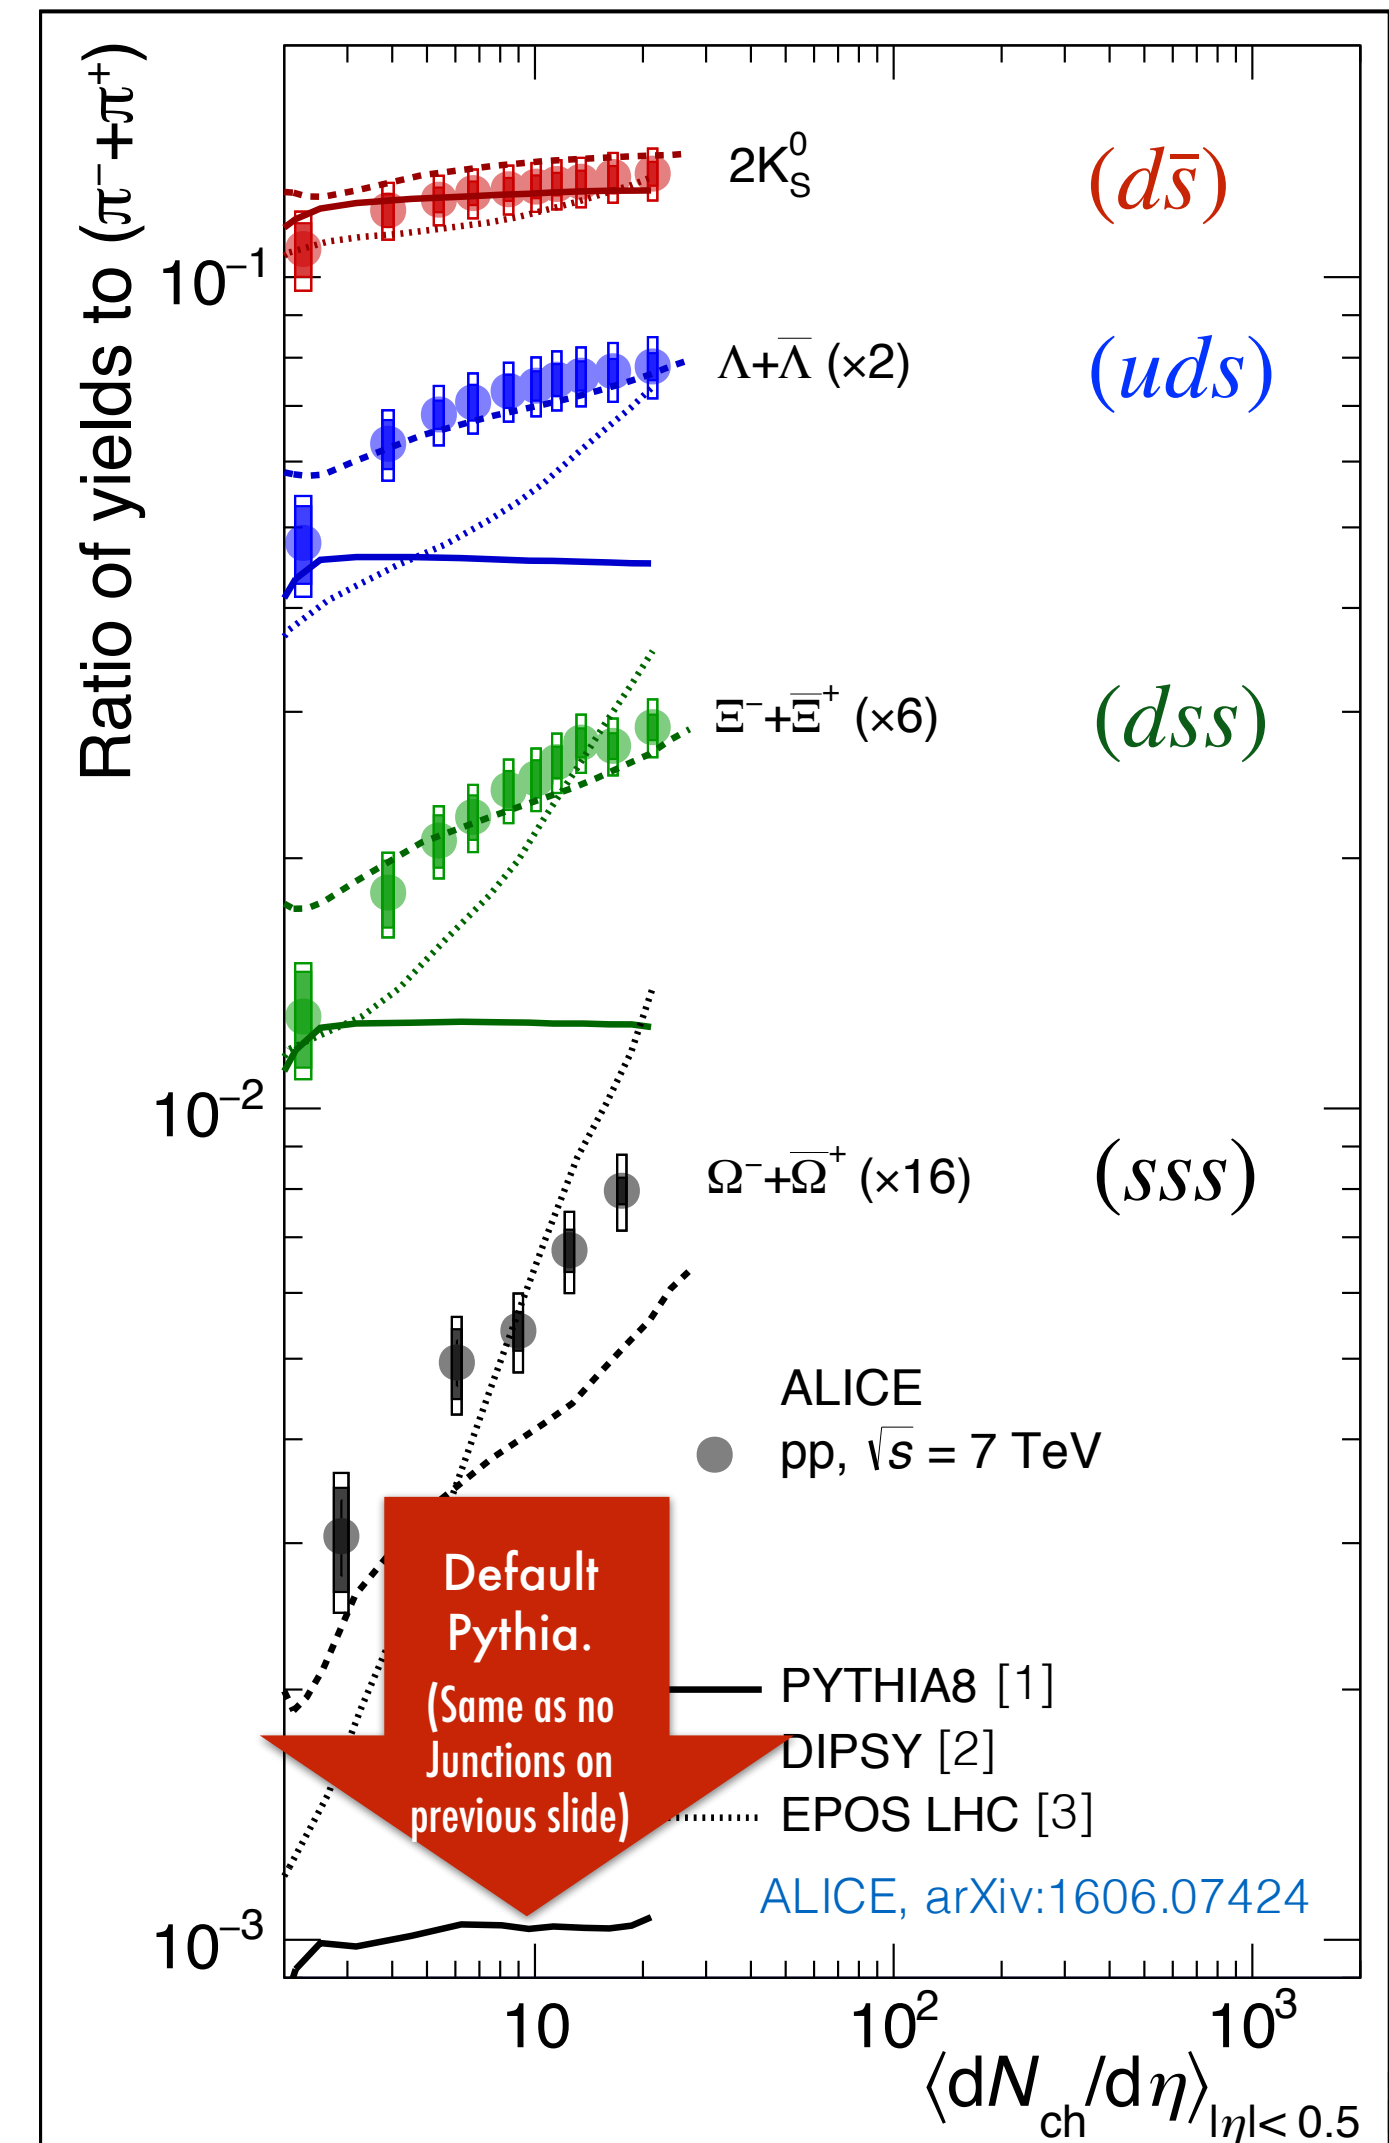 Ratio of yields to (π⁻+π⁺)
10⁻¹
10⁻²
10⁻³
2K⁰_S
(ds̄)
Λ+Λ̅ (×2)
(uds)
Ξ⁻+Ξ̅⁺ (×6)
(dss)
Ω⁻+Ω̅⁺ (×16)
(sss)
ALICE
pp, √s = 7 TeV
Default
Pythia.
(Same as no
Junctions on
previous slide)
PYTHIA8 [1]
DIPSY [2]
EPOS LHC [3]
ALICE, arXiv:1606.07424
10
10²
10³
⟨dN_ch/dη⟩_|η|< 0.5